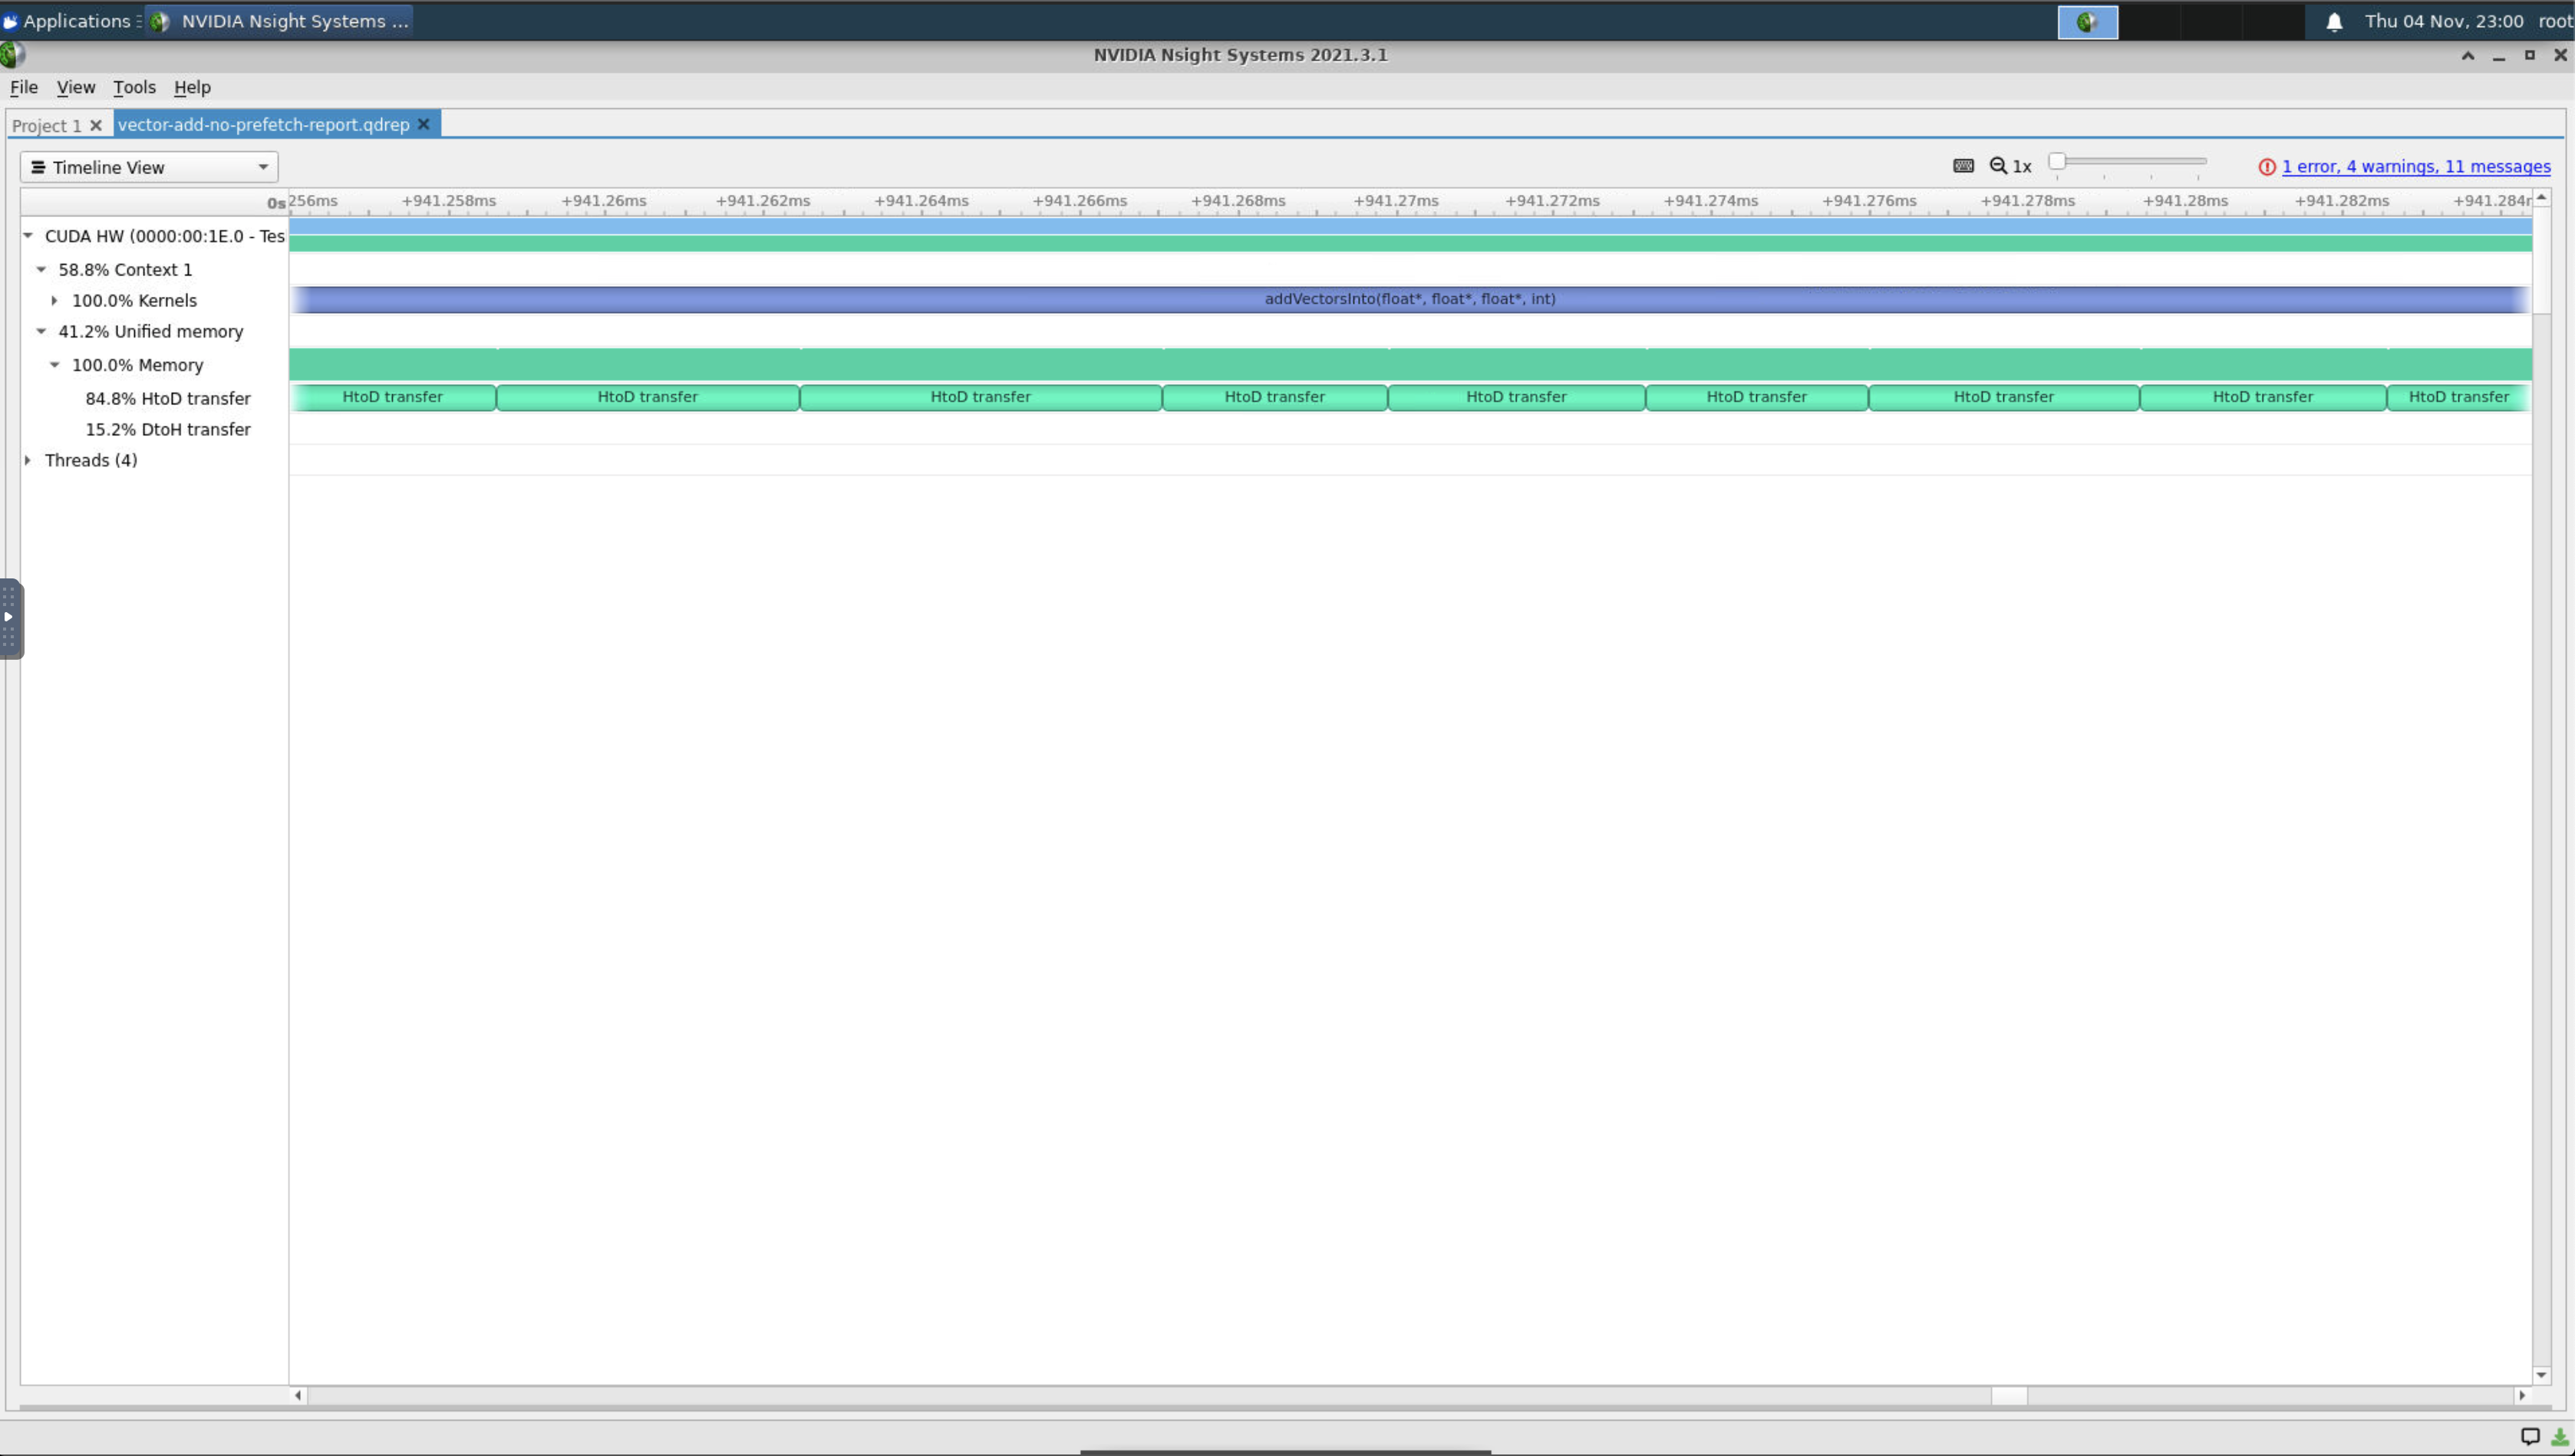 Applications NVIDIA Nsight Systems ... Thu 04 Nov, 23:00 root
NVIDIA Nsight Systems 2021.3.1
File View Tools Help
Project 1 vector-add-no-prefetch-report.qdrep
Timeline View 1x 1 error, 4 warnings, 11 messages
0s 256ms +941.258ms +941.26ms +941.262ms +941.264ms +941.266ms +941.268ms +941.27ms +941.272ms +941.274ms +941.276ms +941.278ms +941.28ms +941.282ms +941.284r
CUDA HW (0000:00:1E.0 - Tes
58.8% Context 1
100.0% Kernels addVectorsInto(float*, float*, float*, int)
41.2% Unified memory
100.0% Memory
84.8% HtoD transfer HtoD transfer HtoD transfer HtoD transfer HtoD transfer HtoD transfer HtoD transfer HtoD transfer HtoD transfer HtoD transfer
15.2% DtoH transfer
Threads (4)